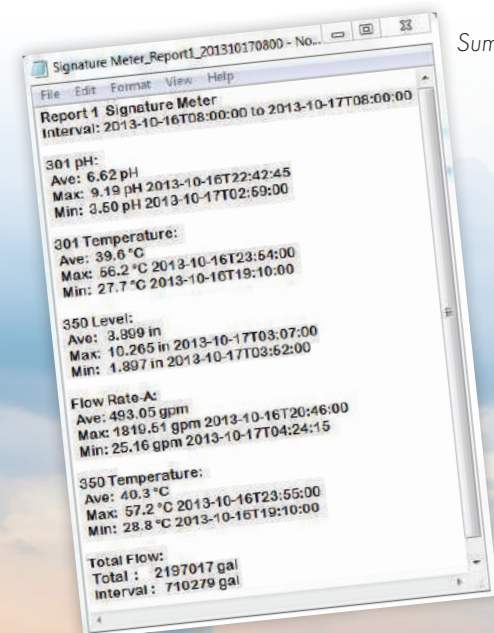 Signature Meter_Report1_201310170800 - No...
Sum
File Edit Format View Help
Report 1 Signature Meter
Interval: 2013-10-16T08:00:00 to 2013-10-17T08:00:00
301 pH:
Ave: 6.62 pH
Max: 9.19 pH 2013-10-16T22:42:45
Min: 3.50 pH 2013-10-17T02:59:00
301 Temperature:
Ave: 39.6 °C
Max: 56.2 °C 2013-10-16T23:54:00
Min: 27.7 °C 2013-10-16T19:10:00
350 Level:
Ave: 3.899 in
Max: 10.265 in 2013-10-17T03:07:00
Min: 1.897 in 2013-10-17T03:52:00
Flow Rate-A:
Ave: 493.05 gpm
Max: 1819.51 gpm 2013-10-16T20:46:00
Min: 25.16 gpm 2013-10-17T04:24:15
350 Temperature:
Ave: 40.3 °C
Max: 57.2 °C 2013-10-16T23:55:00
Min: 28.8 °C 2013-10-16T19:10:00
Total Flow:
Total : 2197017 gal
Interval : 710279 gal